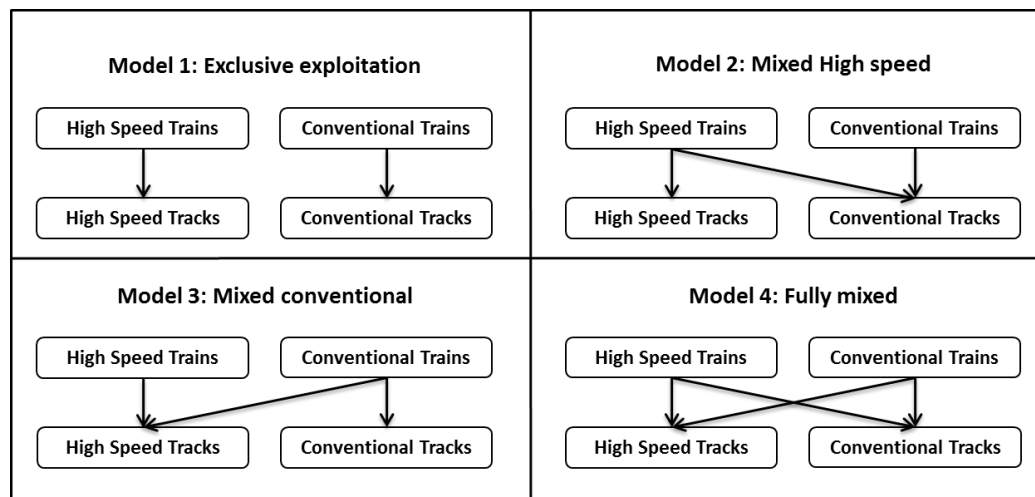 Model 1: Exclusive exploitation
High Speed Trains
Conventional Trains
High Speed Tracks
Conventional Tracks
Model 2: Mixed High speed
High Speed Trains
Conventional Trains
High Speed Tracks
Conventional Tracks
Model 3: Mixed conventional
High Speed Trains
Conventional Trains
High Speed Tracks
Conventional Tracks
Model 4: Fully mixed
High Speed Trains
Conventional Trains
High Speed Tracks
Conventional Tracks